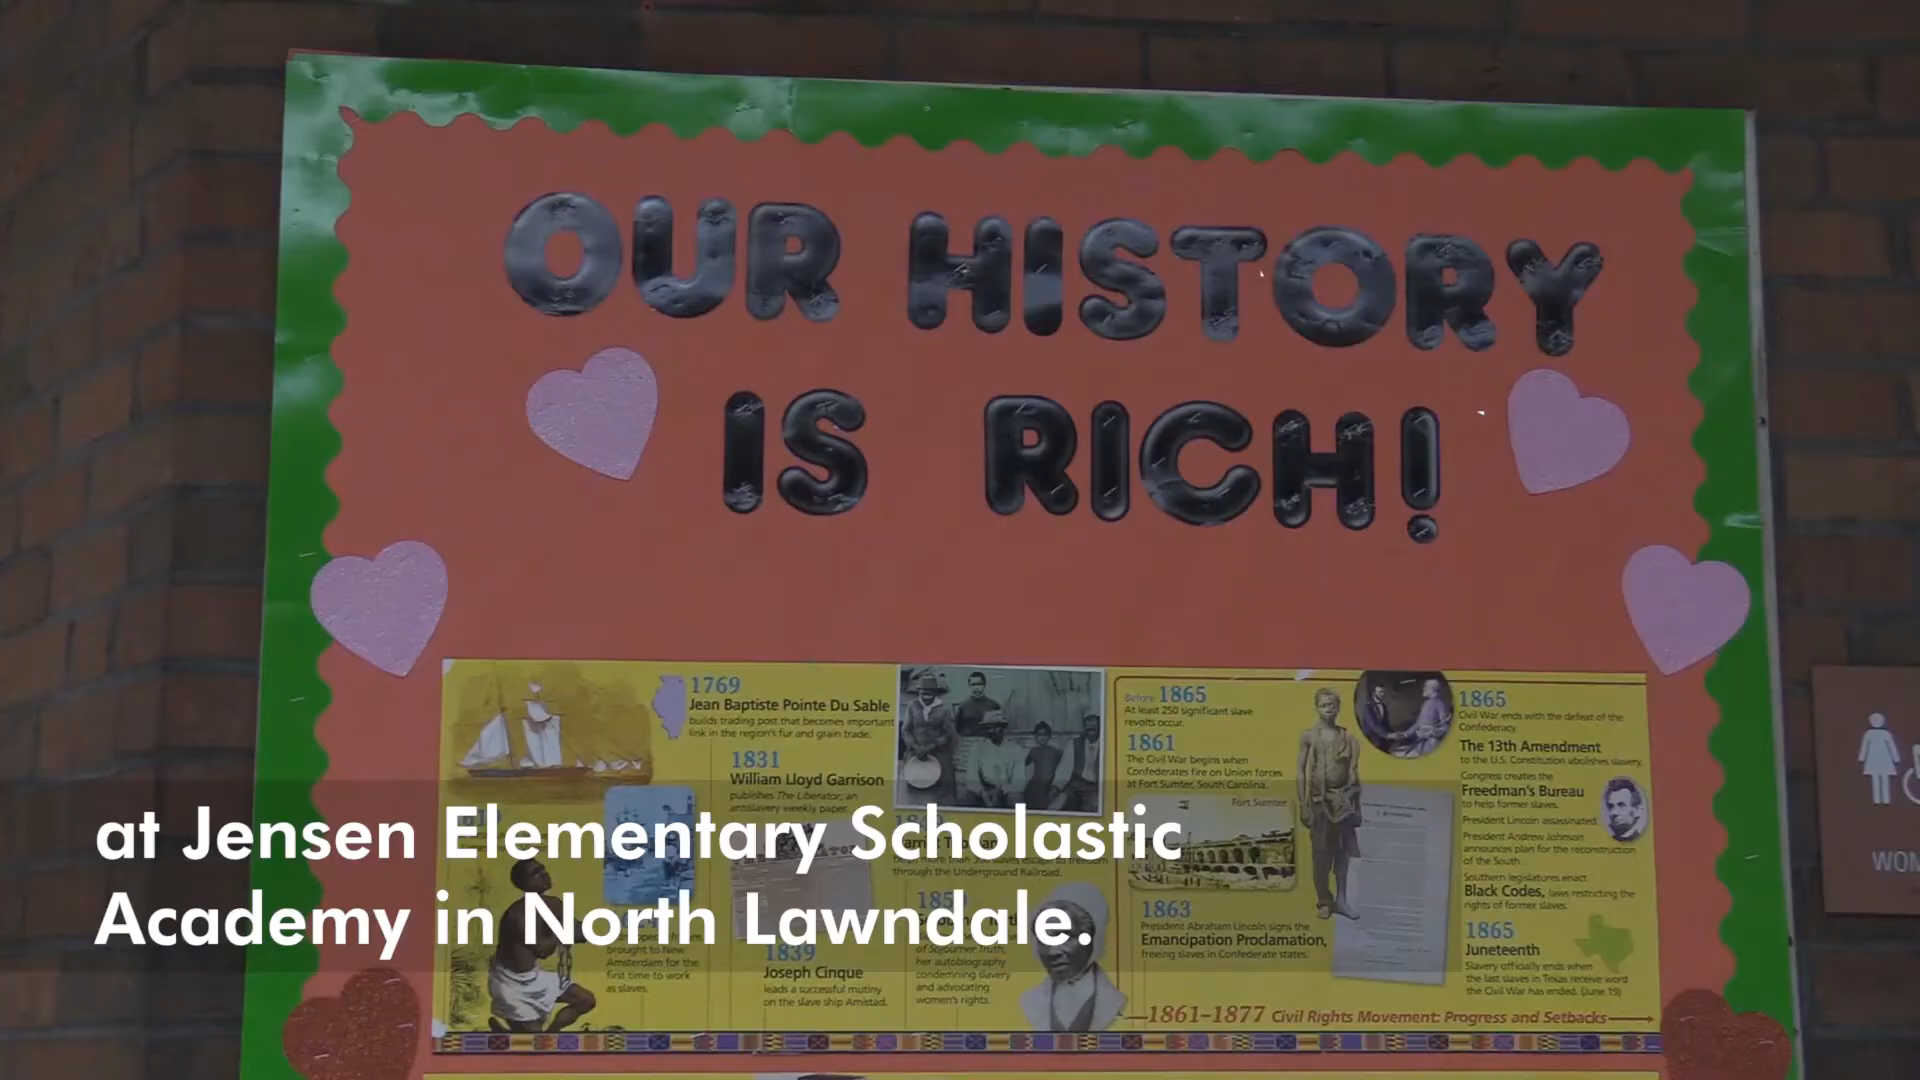 OUR HISTORY
IS RICH!
1769
Jean Baptiste Pointe Du Sable
builds trading post that becomes important
link in the region's fur and grain trade.
1831
William Lloyd Garrison
publishes The Liberator, an
antislavery weekly paper.
through the Underground Railroad.
1839
Joseph Cinque
leads a successful mutiny
on the slave ship Amistad.
brought to New
Amsterdam for the
first time to work
as slaves.
of Sojourner Truth,
her autobiography
condemning slavery
and advocating
women's rights.
Before 1865
At least 250 significant slave
revolts occur.
1861
The Civil War begins when
Confederates fire on Union forces
at Fort Sumter, South Carolina.
Fort Sumter
1863
President Abraham Lincoln signs the
Emancipation Proclamation,
freeing slaves in Confederate states.
1865
Civil War ends with the defeat of the
Confederacy.
The 13th Amendment
to the U.S. Constitution abolishes slavery.
Congress creates the
Freedman's Bureau
to help former slaves.
President Lincoln assassinated.
President Andrew Johnson
announces plan for the reconstruction
of the South.
Southern legislatures enact
Black Codes, laws restricting the
rights of former slaves.
1865
Juneteenth
Slavery officially ends when
the last slaves in Texas receive word
the Civil War has ended. (June 19)
1861–1877 Civil Rights Movement: Progress and Setbacks
WOM
at Jensen Elementary Scholastic
Academy in North Lawndale.